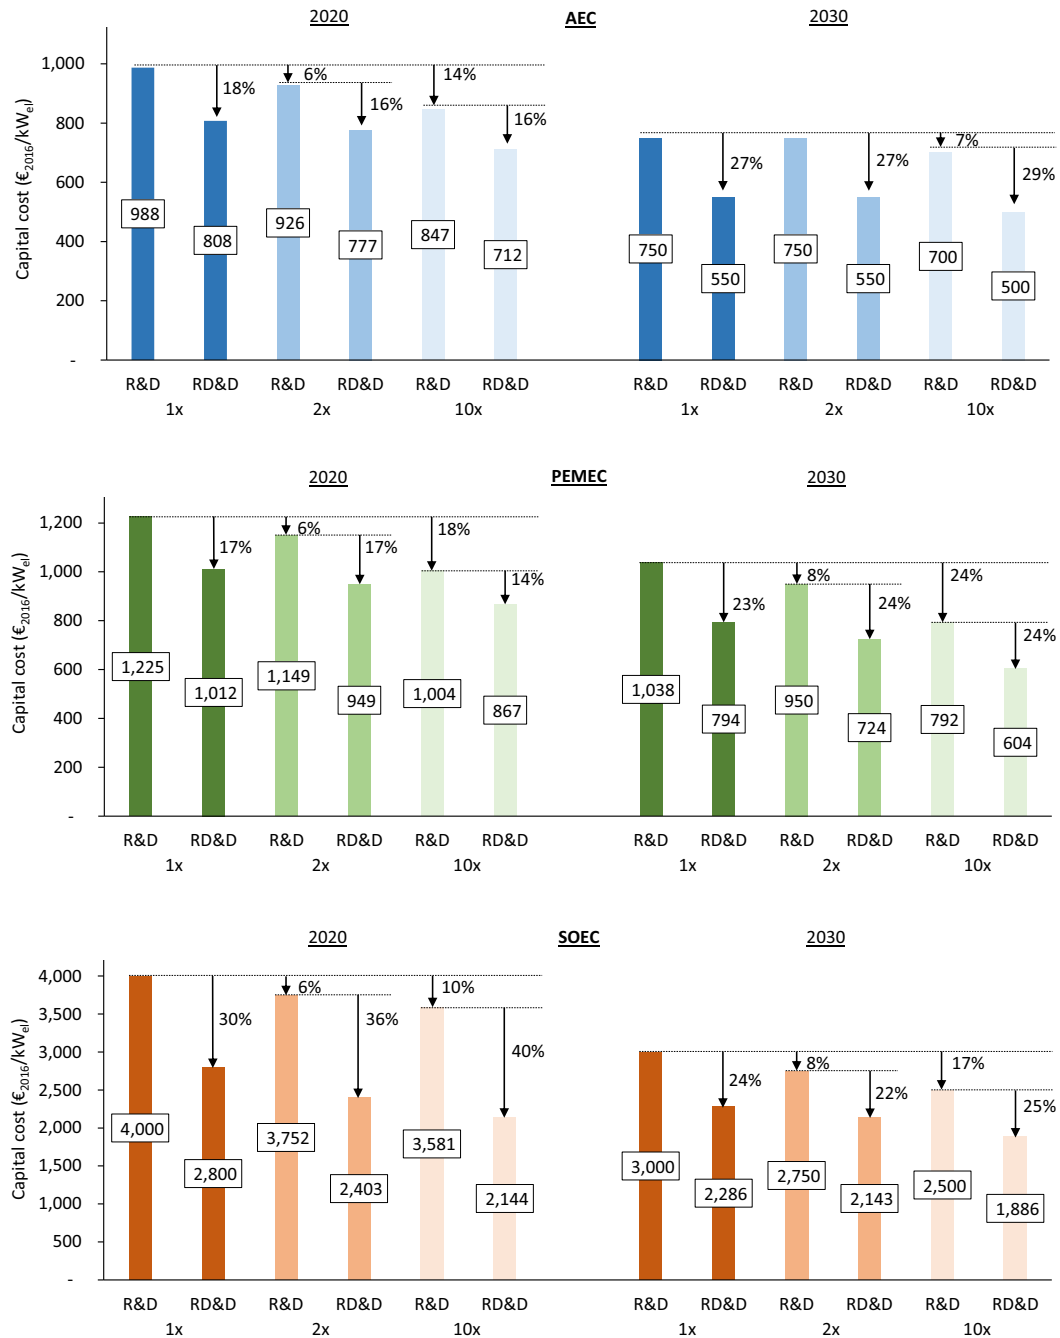 2020 AEC 2030
Capital cost (€2016/kWel)
1,000
800
600
400
200
-
18% 6% 16% 14% 16%
27% 27% 7% 29%
988 808 926 777 847 712
750 550 750 550 700 500
R&D RD&D R&D RD&D R&D RD&D R&D RD&D R&D RD&D R&D RD&D
1x 2x 10x 1x 2x 10x
2020 PEMEC 2030
Capital cost (€2016/kWel)
1,200
1,000
800
600
400
200
-
17% 6% 17% 18% 14%
23% 8% 24% 24% 24%
1,225 1,012 1,149 949 1,004 867
1,038 794 950 724 792 604
R&D RD&D R&D RD&D R&D RD&D R&D RD&D R&D RD&D R&D RD&D
1x 2x 10x 1x 2x 10x
2020 SOEC 2030
Capital cost (€2016/kWel)
4,000
3,500
3,000
2,500
2,000
1,500
1,000
500
-
30% 6% 36% 10% 40%
24% 8% 22% 17% 25%
4,000 2,800 3,752 2,403 3,581 2,144
3,000 2,286 2,750 2,143 2,500 1,886
R&D RD&D R&D RD&D R&D RD&D R&D RD&D R&D RD&D R&D RD&D
1x 2x 10x 1x 2x 10x